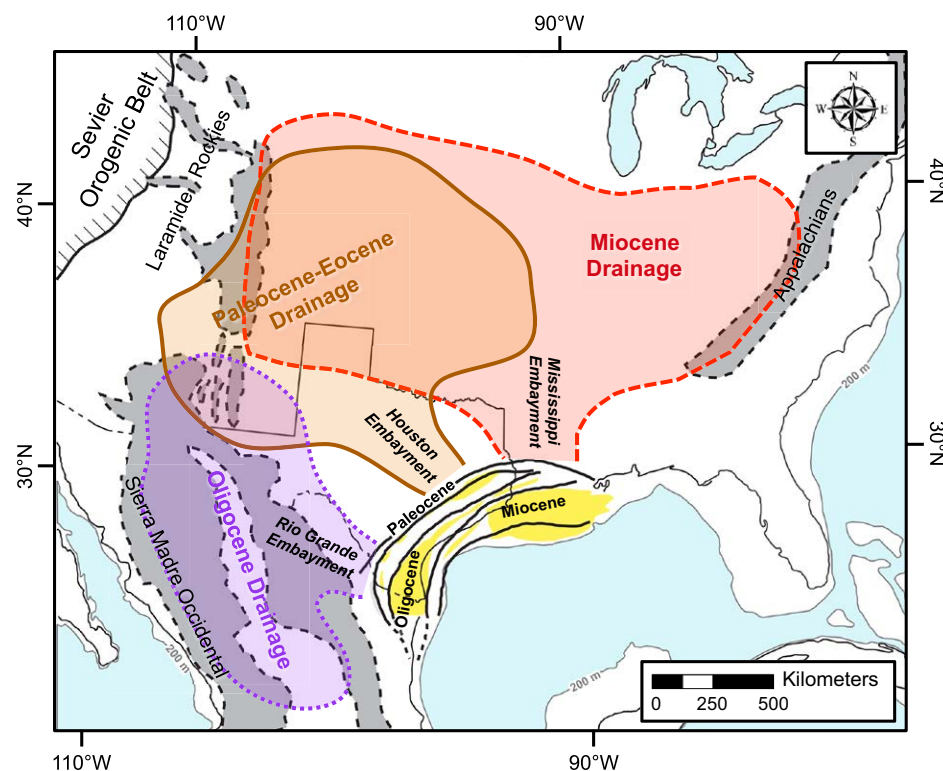 110°W
90°W
N
W
E
S
Sevier
Orogenic Belt
Laramide Rockies
40°N
40°N
Appalachians
Miocene
Drainage
Paleocene-Eocene
Drainage
Mississippi
Embayment
200 m
Houston
Embayment
30°N
30°N
Paleocene
Miocene
Oligocene
Rio Grande
Embayment
Oligocene Drainage
Sierra Madre Occidental
200 m
200 m
Kilometers
0
250
500
110°W
90°W